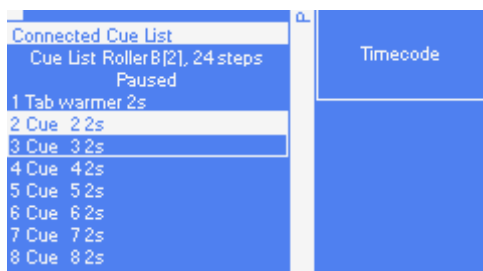 Connected Cue List
Cue List RollerB[2], 24 steps
Paused
1 Tab warmer 2s
2 Cue  2 2s
3 Cue  3 2s
4 Cue  4 2s
5 Cue  5 2s
6 Cue  6 2s
7 Cue  7 2s
8 Cue  8 2s
Timecode